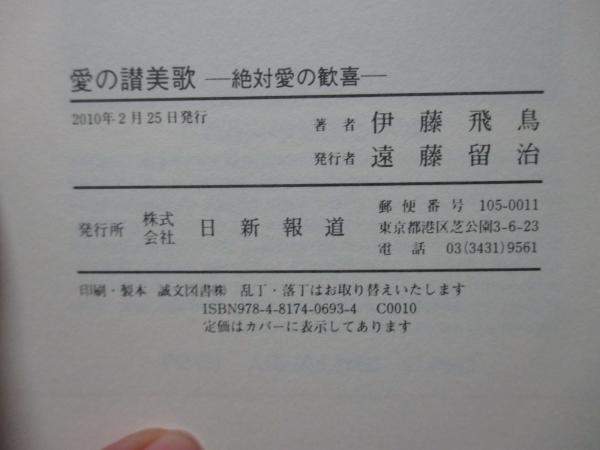 愛の讃美歌 ―絶対愛の歓喜―
2010年2月25日発行
著者 伊藤飛鳥
発行者 遠藤留治
発行所 株式会社 日新報道
郵便番号 105-0011
東京都港区芝公園3-6-23
電話 03(3431)9561
印刷・製本 誠文図書㈱ 乱丁・落丁はお取り替えいたします
ISBN978-4-8174-0693-4 C0010
定価はカバーに表示してあります